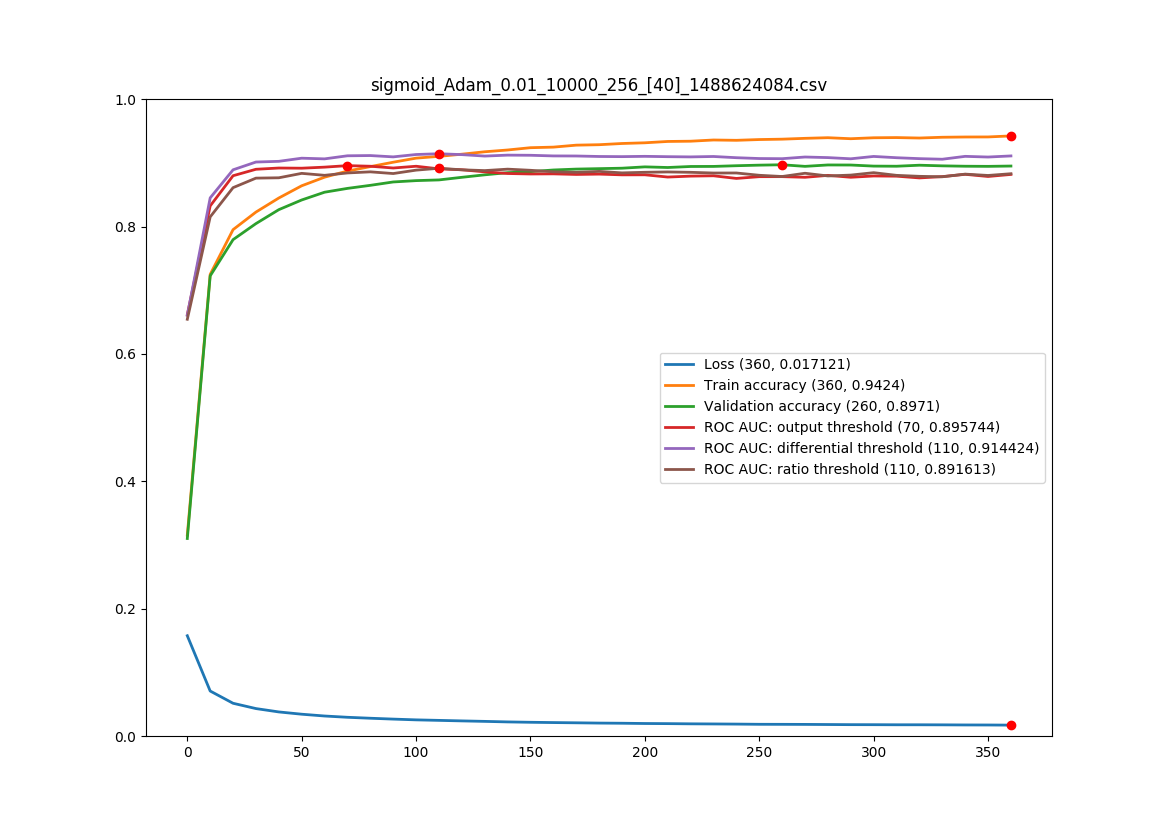 sigmoid_Adam_0.01_10000_256_[40]_1488624084.csv
1.0
0.8
0.6
0.4
0.2
0.0
Loss (360, 0.017121)
Train accuracy (360, 0.9424)
Validation accuracy (260, 0.8971)
ROC AUC: output threshold (70, 0.895744)
ROC AUC: differential threshold (110, 0.914424)
ROC AUC: ratio threshold (110, 0.891613)
0 50 100 150 200 250 300 350